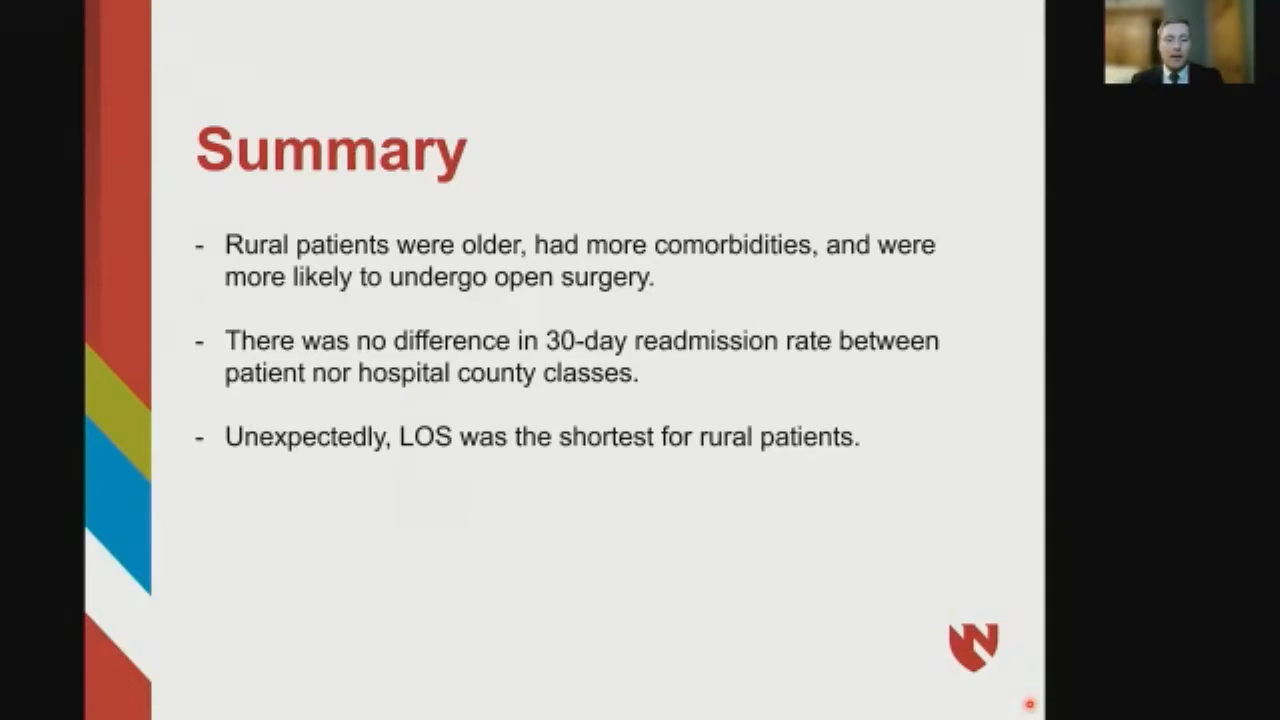 Summary
- Rural patients were older, had more comorbidities, and were
more likely to undergo open surgery.
- There was no difference in 30-day readmission rate between
patient nor hospital county classes.
- Unexpectedly, LOS was the shortest for rural patients.